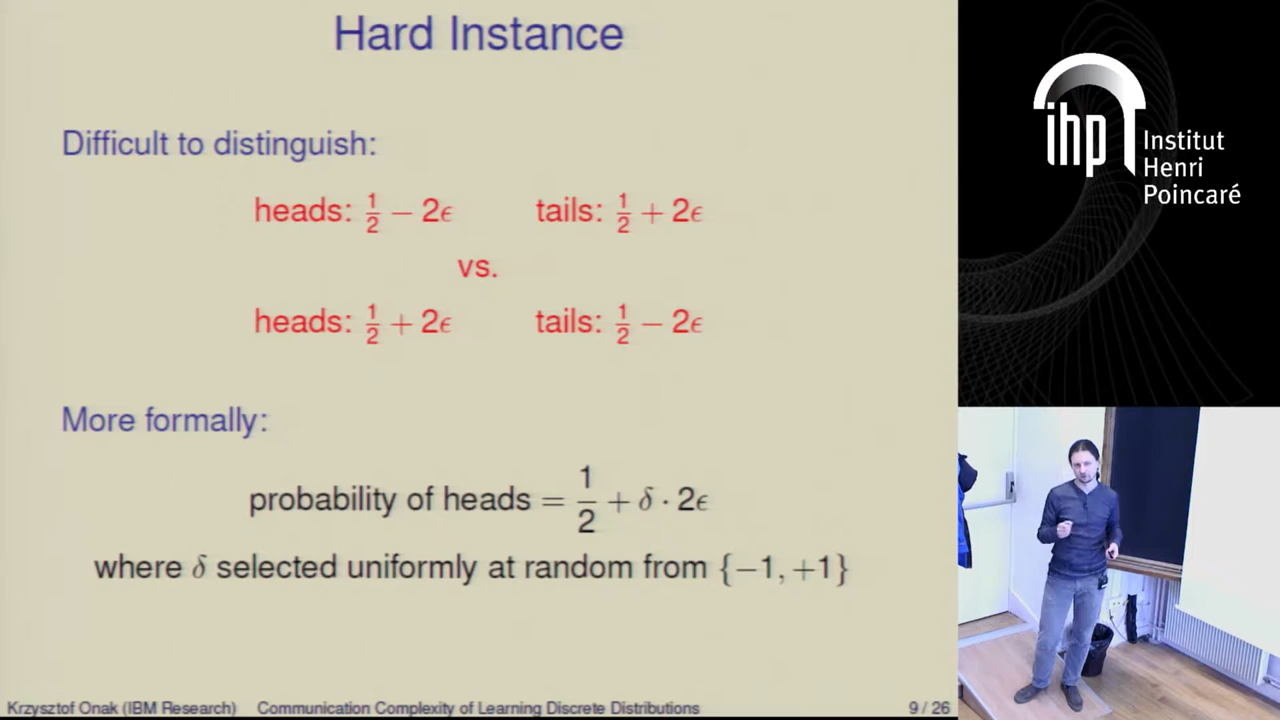 Hard Instance
Difficult to distinguish:
heads: 1/2 − 2ϵ tails: 1/2 + 2ϵ
vs.
heads: 1/2 + 2ϵ tails: 1/2 − 2ϵ
More formally:
probability of heads = 1/2 + δ · 2ϵ
where δ selected uniformly at random from {−1, +1}
Krzysztof Onak (IBM Research) Communication Complexity of Learning Discrete Distributions 9 / 26
ihp
Institut
Henri
Poincaré